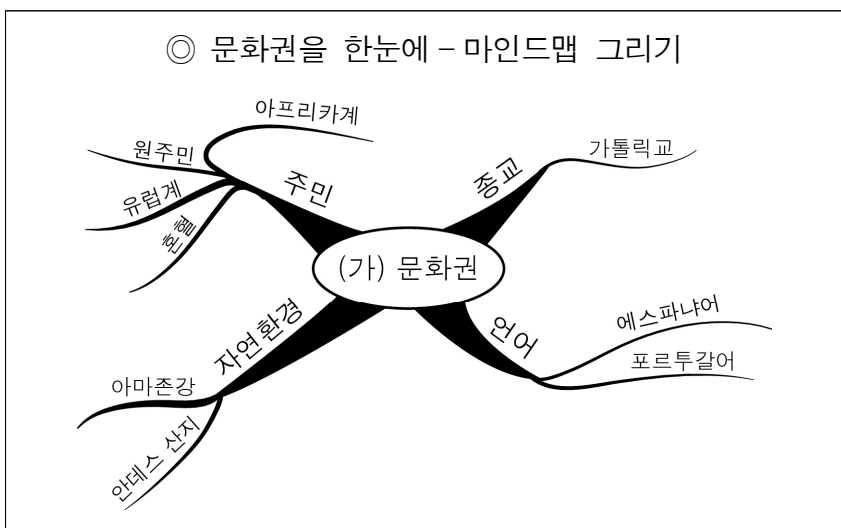 ◎ 문화권을 한눈에 – 마인드맵 그리기
아프리카계
원주민
유럽계
혼혈
주민
종교
가톨릭교
(가) 문화권
자연환경
아마존강
안데스 산지
언어
에스파냐어
포르투갈어